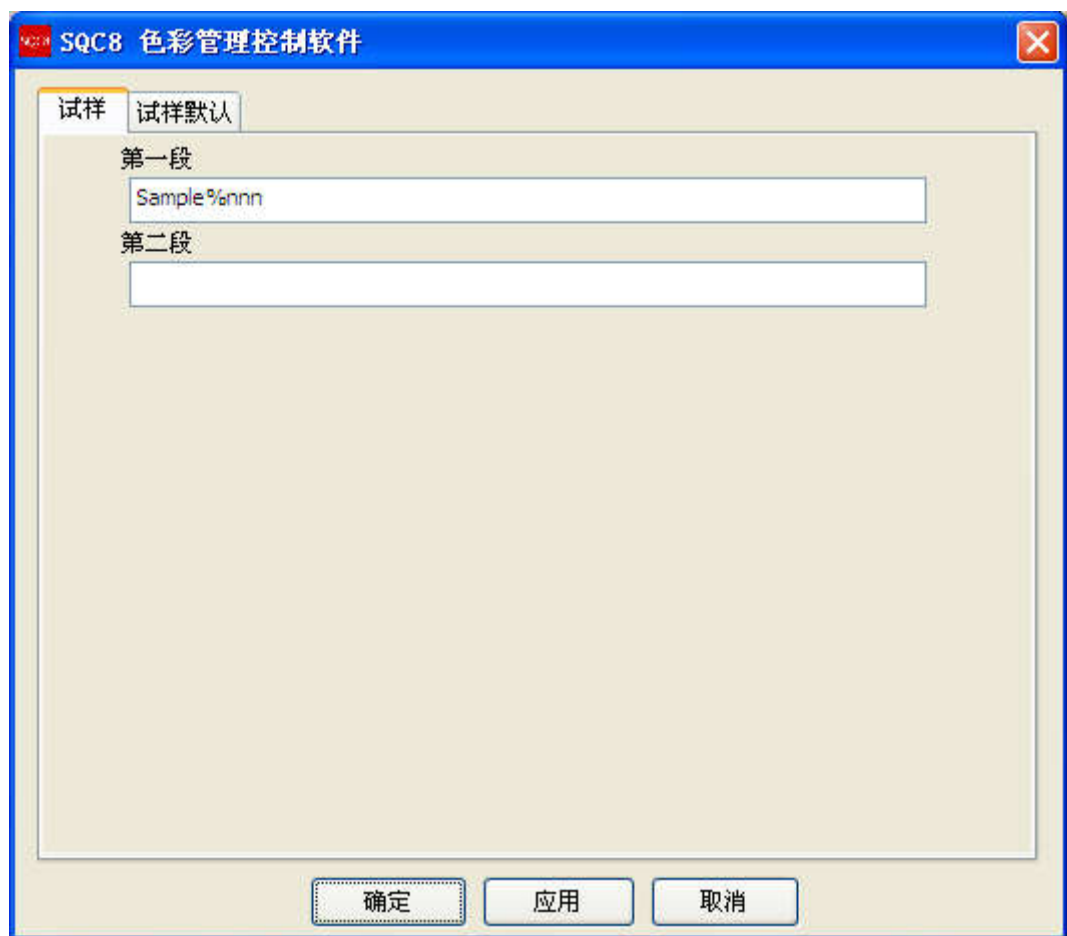 SQC8 色彩管理控制软件
试样 试样默认
第一段
Sample%nnn
第二段
确定 应用 取消